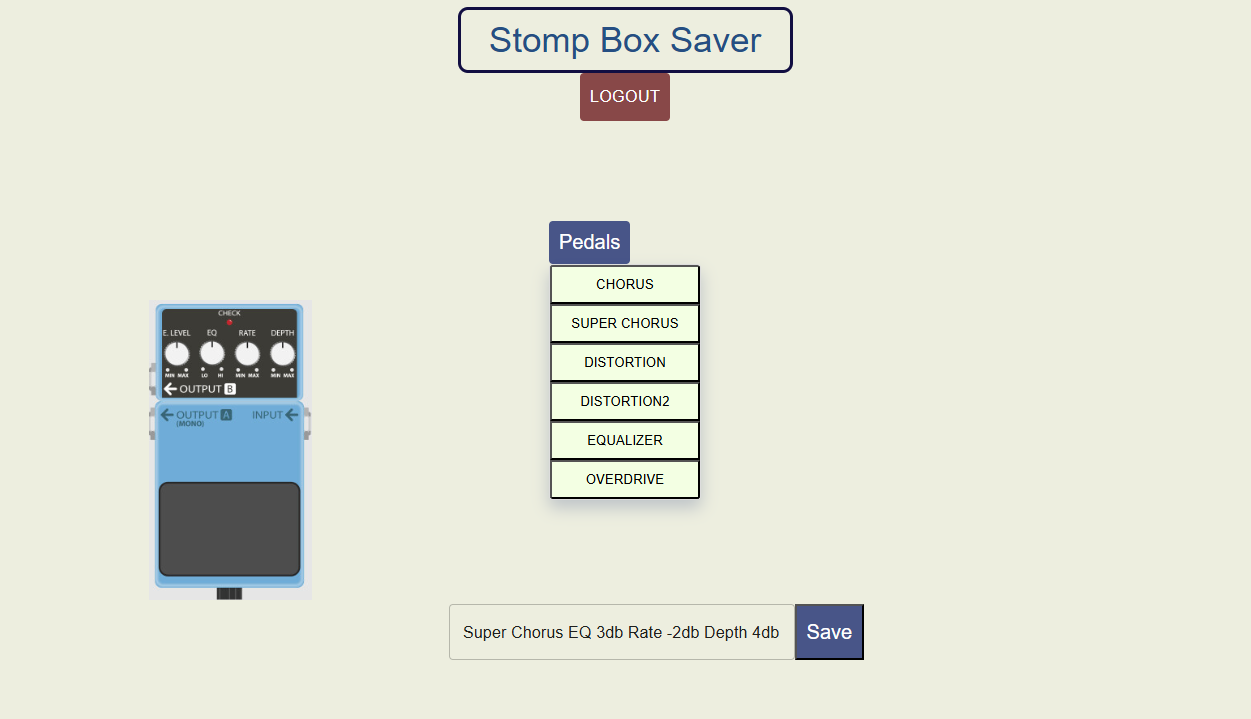 Stomp Box Saver
LOGOUT
Pedals
CHORUS
SUPER CHORUS
DISTORTION
DISTORTION2
EQUALIZER
OVERDRIVE
CHECK
E. LEVEL EQ RATE DEPTH
MIN MAX LO HI MIN MAX MIN MAX
OUTPUT B
OUTPUT A INPUT
(MONO)
Super Chorus EQ 3db Rate -2db Depth 4db
Save